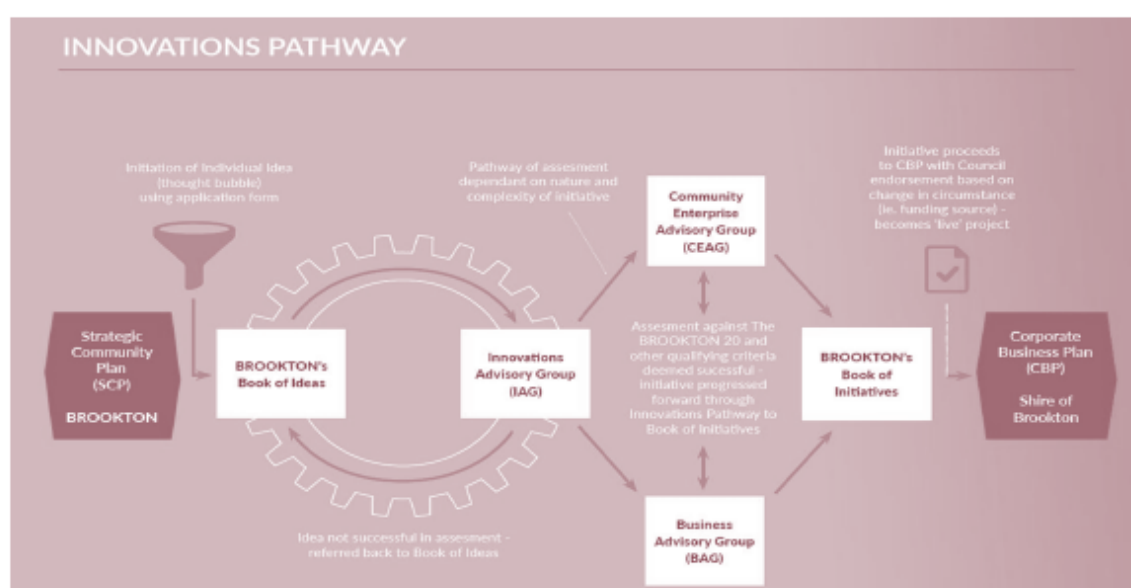 INNOVATIONS PATHWAY
Initiation of Individual Idea
(thought bubble)
using application form
Pathway of assesment
dependant on nature and
complexity of initiative
Initiative proceeds
to CBP with Council
endorsement based on
change in circumstance
(ie. funding source) -
becomes 'live' project
Community
Enterprise
Advisory Group
(CEAG)
Strategic
Community
Plan
(SCP)
BROOKTON
BROOKTON's
Book of Ideas
Innovations
Advisory Group
(IAG)
Assesment against The
BROOKTON 20 and
other qualifying criteria
deemed sucessful -
initiative progressed
forward through
Innovations Pathway to
Book of Initiatives
BROOKTON's
Book of
Initiatives
Corporate
Business Plan
(CBP)
Shire of
Brookton
Idea not successful in assesment -
referred back to Book of Ideas
Business
Advisory Group
(BAG)